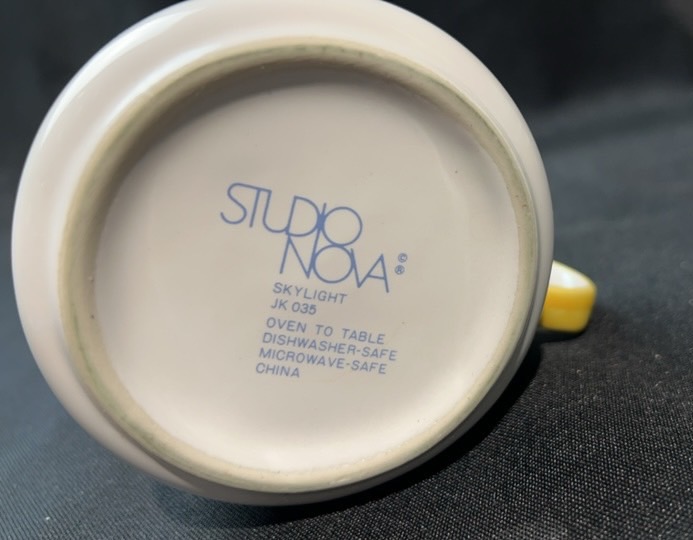 STUDIO
NOVA©®
SKYLIGHT
JK 035
OVEN TO TABLE
DISHWASHER-SAFE
MICROWAVE-SAFE
CHINA